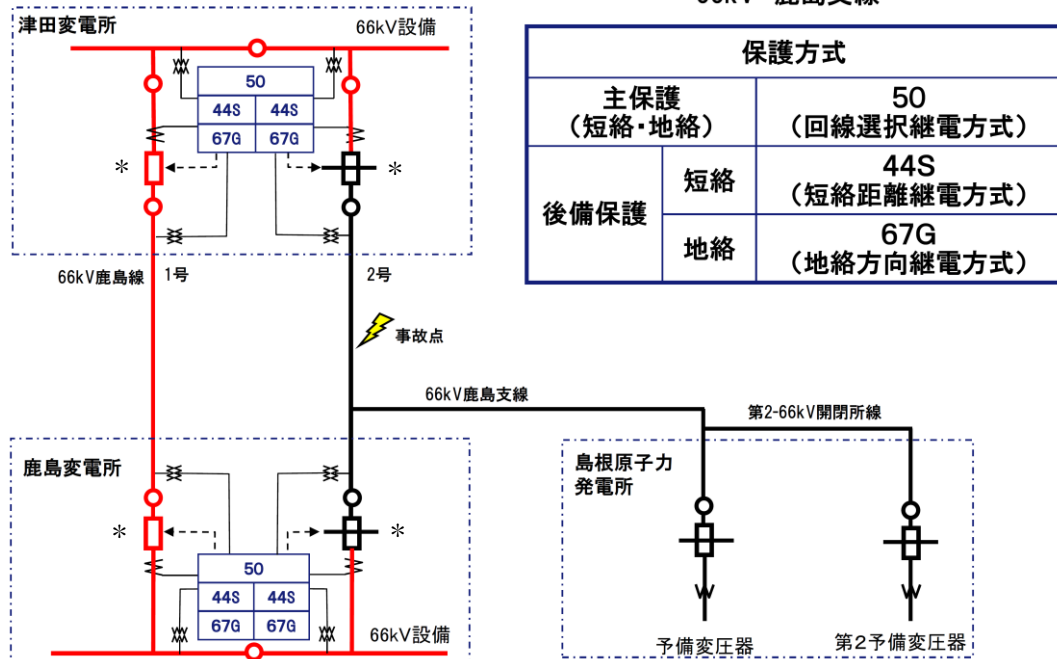 66kV 鹿島支線
津田変電所
66kV設備
50
44S 44S
67G 67G
＊ ＊
66kV鹿島線 1号 2号
事故点
66kV鹿島支線
第2-66kV開閉所線
鹿島変電所
＊ ＊
50
44S 44S
67G 67G
66kV設備
島根原子力
発電所
予備変圧器 第2予備変圧器
保護方式
主保護
（短絡・地絡）
50
（回線選択継電方式）
後備保護
短絡
44S
（短絡距離継電方式）
地絡
67G
（地絡方向継電方式）